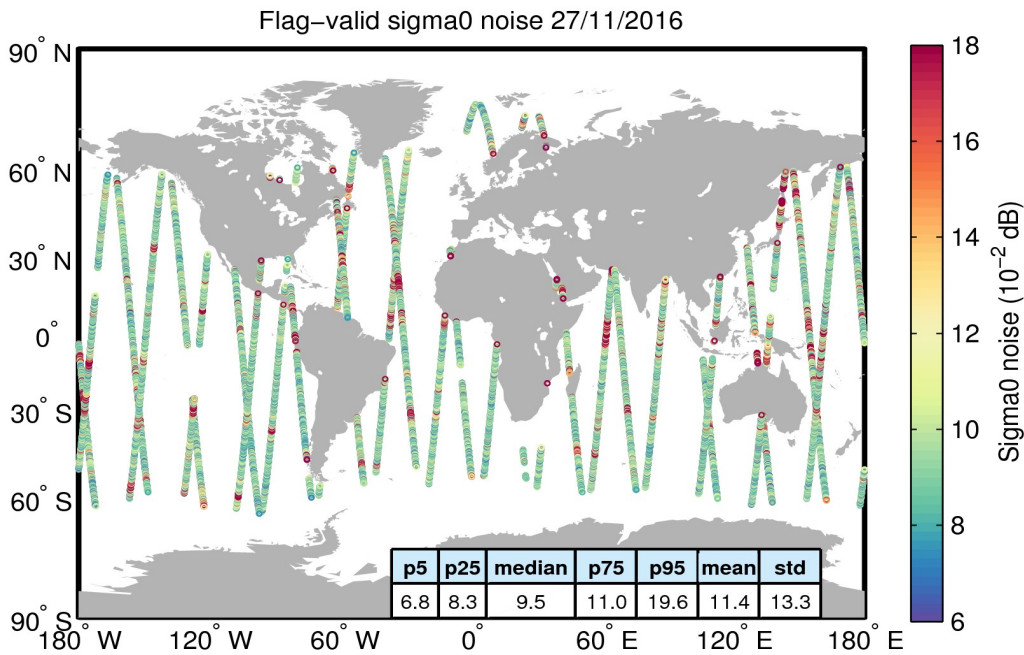 Flag−valid sigma0 noise 27/11/2016
90° N
60° N
30° N
0°
30° S
60° S
90° S
180° W 120° W 60° W 0° 60° E 120° E 180° E
p5 p25 median p75 p95 mean std
6.8 8.3 9.5 11.0 19.6 11.4 13.3
18
16
14
12
10
8
6
Sigma0 noise (10⁻² dB)